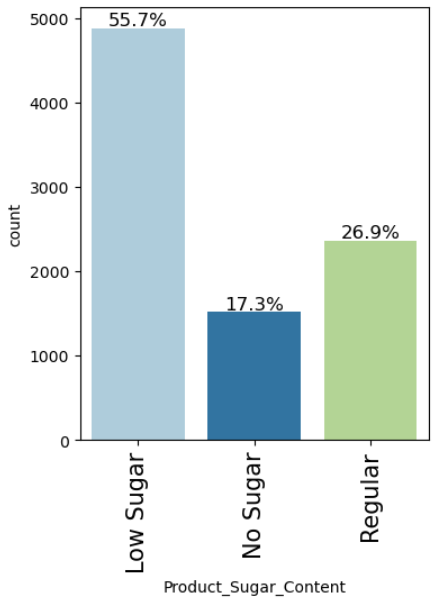 5000
4000
3000
2000
1000
0
count
55.7%
17.3%
26.9%
Low Sugar
No Sugar
Regular
Product_Sugar_Content